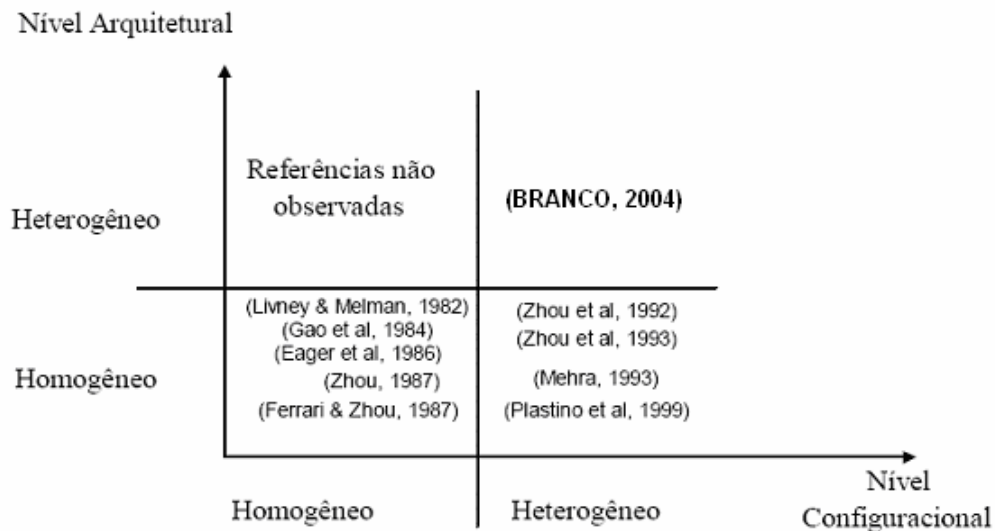 Nível Arquitetural
Referências não
observadas
Heterogêneo
(BRANCO, 2004)
(Livney & Melman, 1982)
(Gao et al, 1984)
(Eager et al, 1986)
(Zhou, 1987)
(Ferrari & Zhou, 1987)
(Zhou et al, 1992)
(Zhou et al, 1993)
(Mehra, 1993)
(Plastino et al, 1999)
Homogêneo
Homogêneo
Heterogêneo
Nível
Configuracional